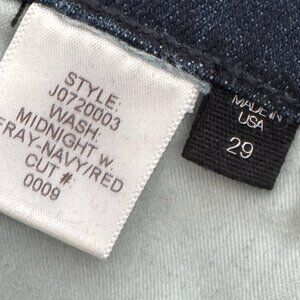 STYLE:
J0720003
WASH:
MIDNIGHT w.
FRAY-NAVY/RED
CUT #:
0009
MADE IN
USA
29